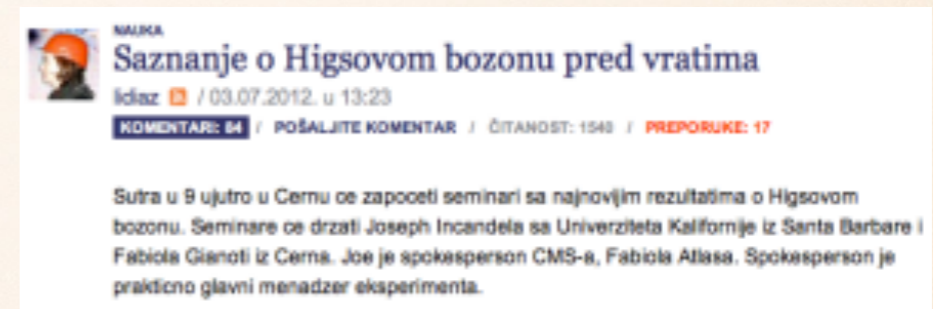 NAUKA
Saznanje o Higsovom bozonu pred vratima
lidiaz / 03.07.2012. u 13:23
KOMENTARI: 84 / POŠALJITE KOMENTAR / ČITANOST: 1540 / PREPORUKE: 17
Sutra u 9 ujutro u Cernu ce zapoceti seminari sa najnovijim rezultatima o Higsovom
bozonu. Seminare ce drzati Joseph Incandela sa Univerziteta Kalifornije iz Santa Barbare i
Fabiola Gianoti iz Cerna. Joe je spokesperson CMS-a, Fabiola Atlasa. Spokesperson je
prakticno glavni menadzer eksperimenta.